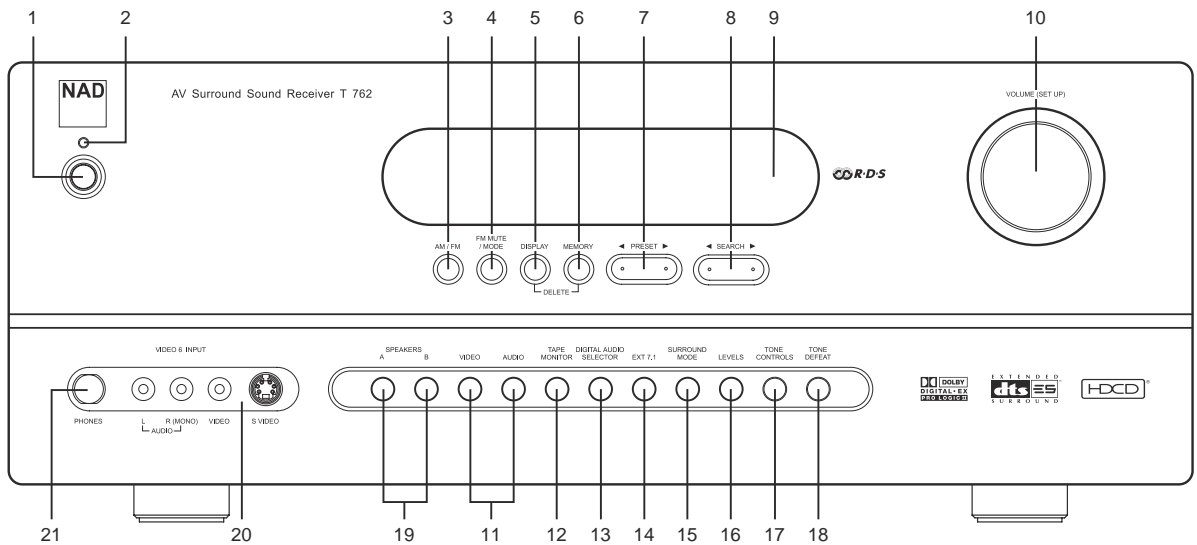 1 2 3 4 5 6 7 8 9 10
NAD
AV Surround Sound Receiver T 762
VOLUME (SET UP)
R·D·S
AM / FM
FM MUTE
/ MODE
DISPLAY
MEMORY
◄ PRESET ►
◄ SEARCH ►
DELETE
VIDEO 6 INPUT
PHONES
L
R (MONO)
AUDIO
VIDEO
S VIDEO
SPEAKERS
A B
VIDEO
AUDIO
TAPE
MONITOR
DIGITAL AUDIO
SELECTOR
EXT 7.1
SURROUND
MODE
LEVELS
TONE
CONTROLS
TONE
DEFEAT
DOLBY
DIGITAL·EX
PRO LOGIC II
EXTENDED
dts ES™
SURROUND
HDCD®
21 20 19 11 12 13 14 15 16 17 18